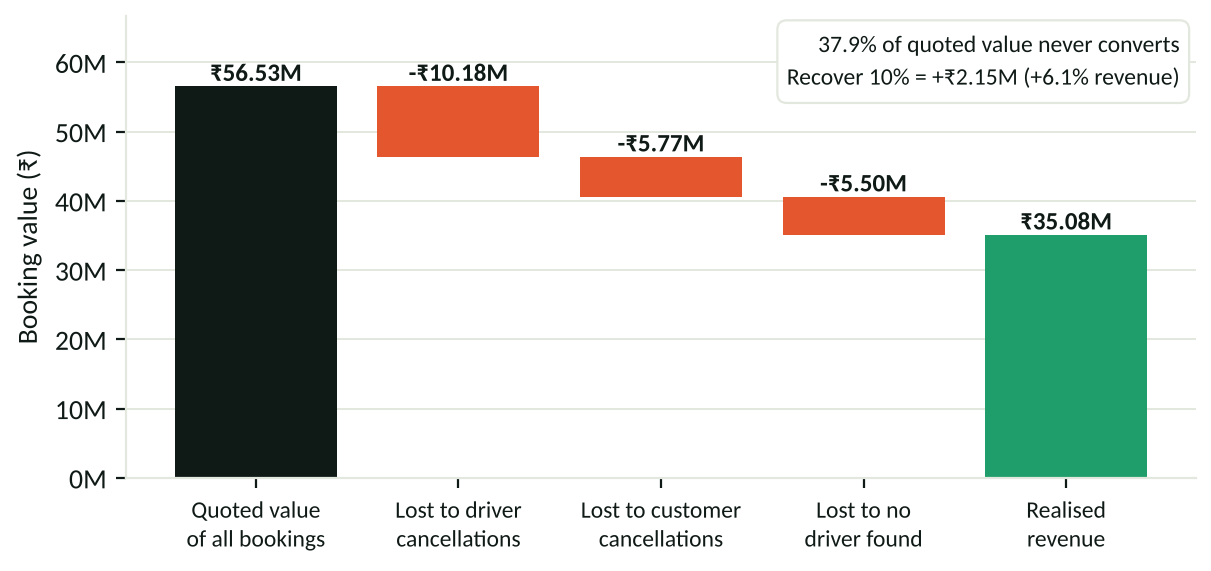 37.9% of quoted value never converts
Recover 10% = +₹2.15M (+6.1% revenue)
Booking value (₹)
60M
50M
40M
30M
20M
10M
0M
₹56.53M
-₹10.18M
-₹5.77M
-₹5.50M
₹35.08M
Quoted value
of all bookings
Lost to driver
cancellations
Lost to customer
cancellations
Lost to no
driver found
Realised
revenue